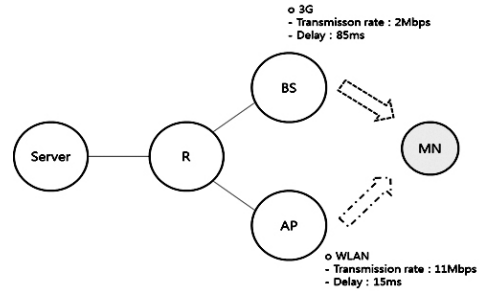 o 3G
- Transmisson rate : 2Mbps
- Delay : 85ms
BS
Server
R
MN
AP
o WLAN
- Transmission rate : 11Mbps
- Delay : 15ms